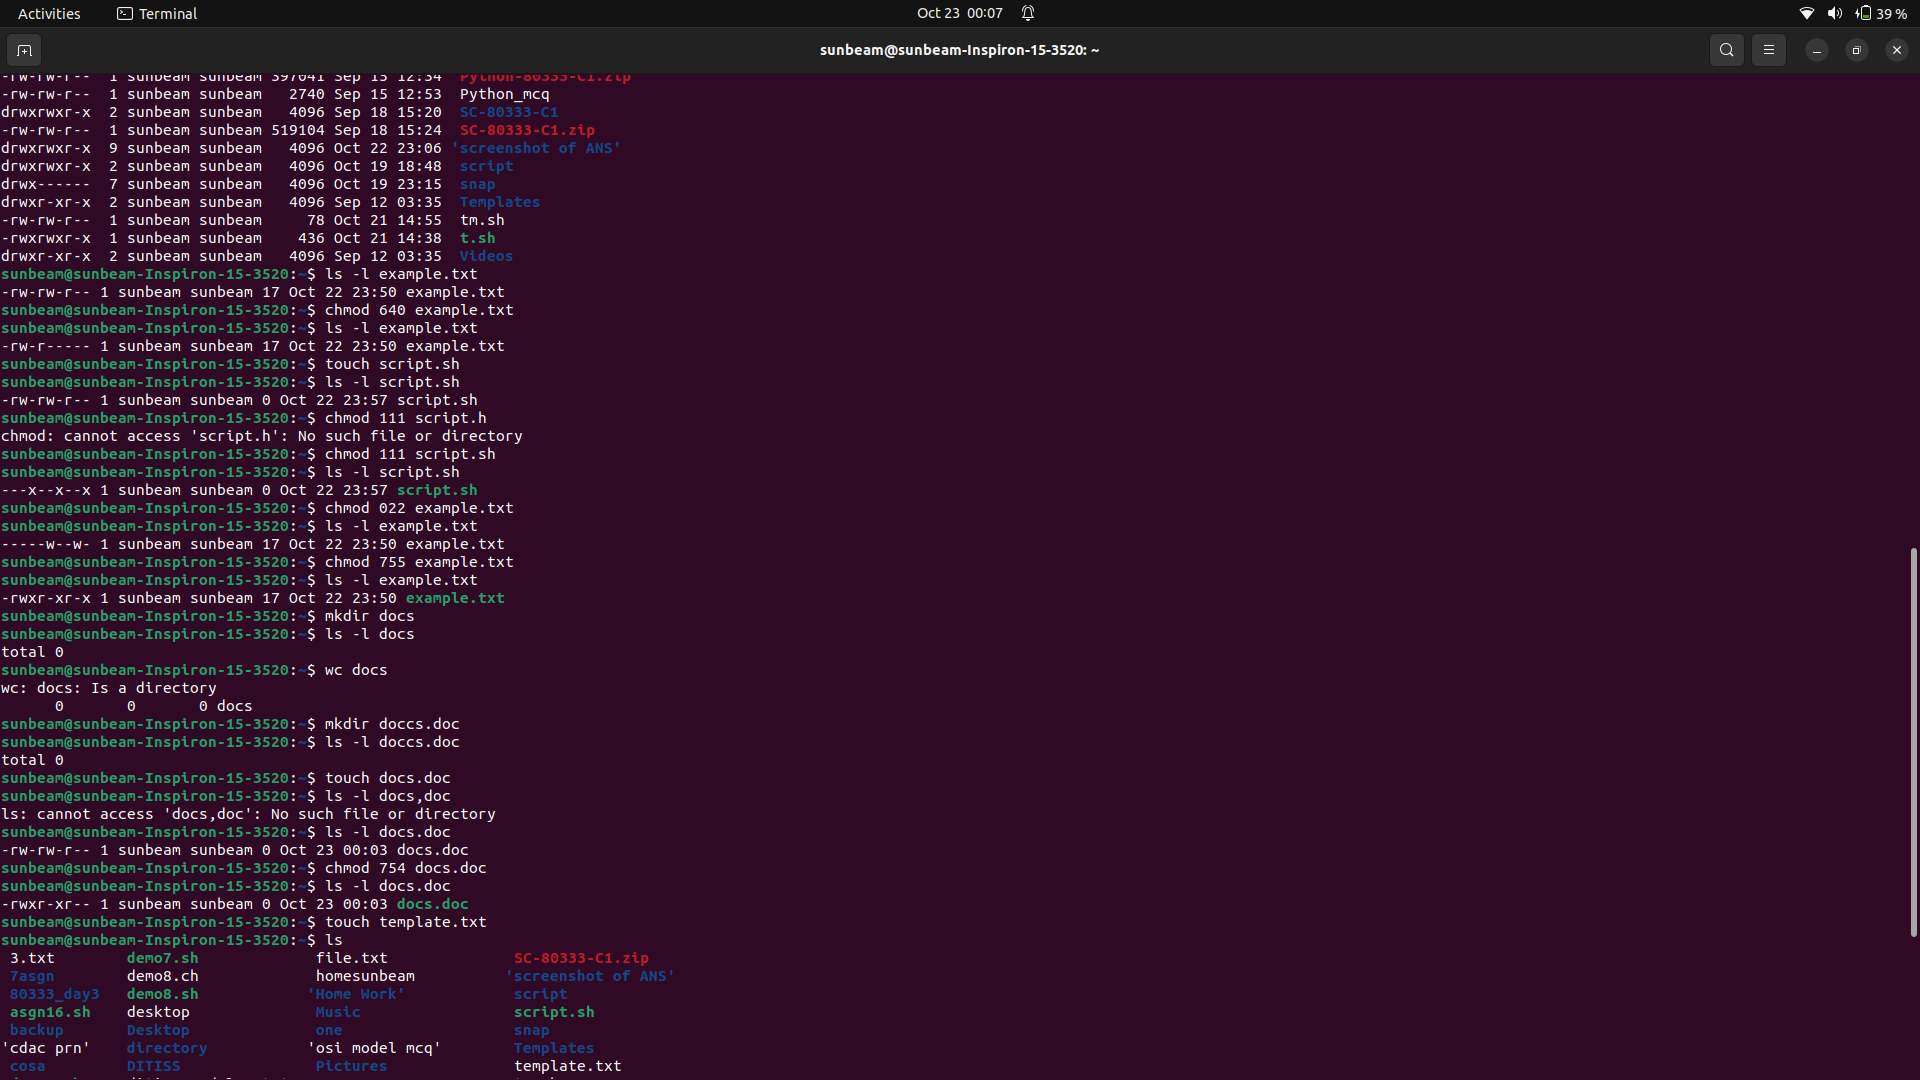 Activities Terminal Oct 23 00:07 39 %
sunbeam@sunbeam-Inspiron-15-3520: ~
-rw-rw-r-- 1 sunbeam sunbeam 397041 Sep 15 12:34 Python-80333-C1.zip
-rw-rw-r-- 1 sunbeam sunbeam 2740 Sep 15 12:53 Python_mcq
drwxrwxr-x 2 sunbeam sunbeam 4096 Sep 18 15:20 SC-80333-C1
-rw-rw-r-- 1 sunbeam sunbeam 519104 Sep 18 15:24 SC-80333-C1.zip
drwxrwxr-x 9 sunbeam sunbeam 4096 Oct 22 23:06 'screenshot of ANS'
drwxrwxr-x 2 sunbeam sunbeam 4096 Oct 19 18:48 script
drwx------ 7 sunbeam sunbeam 4096 Oct 19 23:15 snap
drwxr-xr-x 2 sunbeam sunbeam 4096 Sep 12 03:35 Templates
-rw-rw-r-- 1 sunbeam sunbeam 78 Oct 21 14:55 tm.sh
-rwxrwxr-x 1 sunbeam sunbeam 436 Oct 21 14:38 t.sh
drwxr-xr-x 2 sunbeam sunbeam 4096 Sep 12 03:35 Videos
sunbeam@sunbeam-Inspiron-15-3520:~$ ls -l example.txt
-rw-rw-r-- 1 sunbeam sunbeam 17 Oct 22 23:50 example.txt
sunbeam@sunbeam-Inspiron-15-3520:~$ chmod 640 example.txt
sunbeam@sunbeam-Inspiron-15-3520:~$ ls -l example.txt
-rw-r----- 1 sunbeam sunbeam 17 Oct 22 23:50 example.txt
sunbeam@sunbeam-Inspiron-15-3520:~$ touch script.sh
sunbeam@sunbeam-Inspiron-15-3520:~$ ls -l script.sh
-rw-rw-r-- 1 sunbeam sunbeam 0 Oct 22 23:57 script.sh
sunbeam@sunbeam-Inspiron-15-3520:~$ chmod 111 script.h
chmod: cannot access 'script.h': No such file or directory
sunbeam@sunbeam-Inspiron-15-3520:~$ chmod 111 script.sh
sunbeam@sunbeam-Inspiron-15-3520:~$ ls -l script.sh
---x--x--x 1 sunbeam sunbeam 0 Oct 22 23:57 script.sh
sunbeam@sunbeam-Inspiron-15-3520:~$ chmod 022 example.txt
sunbeam@sunbeam-Inspiron-15-3520:~$ ls -l example.txt
-----w--w- 1 sunbeam sunbeam 17 Oct 22 23:50 example.txt
sunbeam@sunbeam-Inspiron-15-3520:~$ chmod 755 example.txt
sunbeam@sunbeam-Inspiron-15-3520:~$ ls -l example.txt
-rwxr-xr-x 1 sunbeam sunbeam 17 Oct 22 23:50 example.txt
sunbeam@sunbeam-Inspiron-15-3520:~$ mkdir docs
sunbeam@sunbeam-Inspiron-15-3520:~$ ls -l docs
total 0
sunbeam@sunbeam-Inspiron-15-3520:~$ wc docs
wc: docs: Is a directory
0 0 0 docs
sunbeam@sunbeam-Inspiron-15-3520:~$ mkdir doccs.doc
sunbeam@sunbeam-Inspiron-15-3520:~$ ls -l doccs.doc
total 0
sunbeam@sunbeam-Inspiron-15-3520:~$ touch docs.doc
sunbeam@sunbeam-Inspiron-15-3520:~$ ls -l docs,doc
ls: cannot access 'docs,doc': No such file or directory
sunbeam@sunbeam-Inspiron-15-3520:~$ ls -l docs.doc
-rw-rw-r-- 1 sunbeam sunbeam 0 Oct 23 00:03 docs.doc
sunbeam@sunbeam-Inspiron-15-3520:~$ chmod 754 docs.doc
sunbeam@sunbeam-Inspiron-15-3520:~$ ls -l docs.doc
-rwxr-xr-- 1 sunbeam sunbeam 0 Oct 23 00:03 docs.doc
sunbeam@sunbeam-Inspiron-15-3520:~$ touch template.txt
sunbeam@sunbeam-Inspiron-15-3520:~$ ls
3.txt demo7.sh file.txt SC-80333-C1.zip
7asgn demo8.ch homesunbeam 'screenshot of ANS'
80333_day3 demo8.sh 'Home Work' script
asgn16.sh desktop Music script.sh
backup Desktop one snap
'cdac prn' directory 'osi model mcq' Templates
cosa DITISS Pictures template.txt